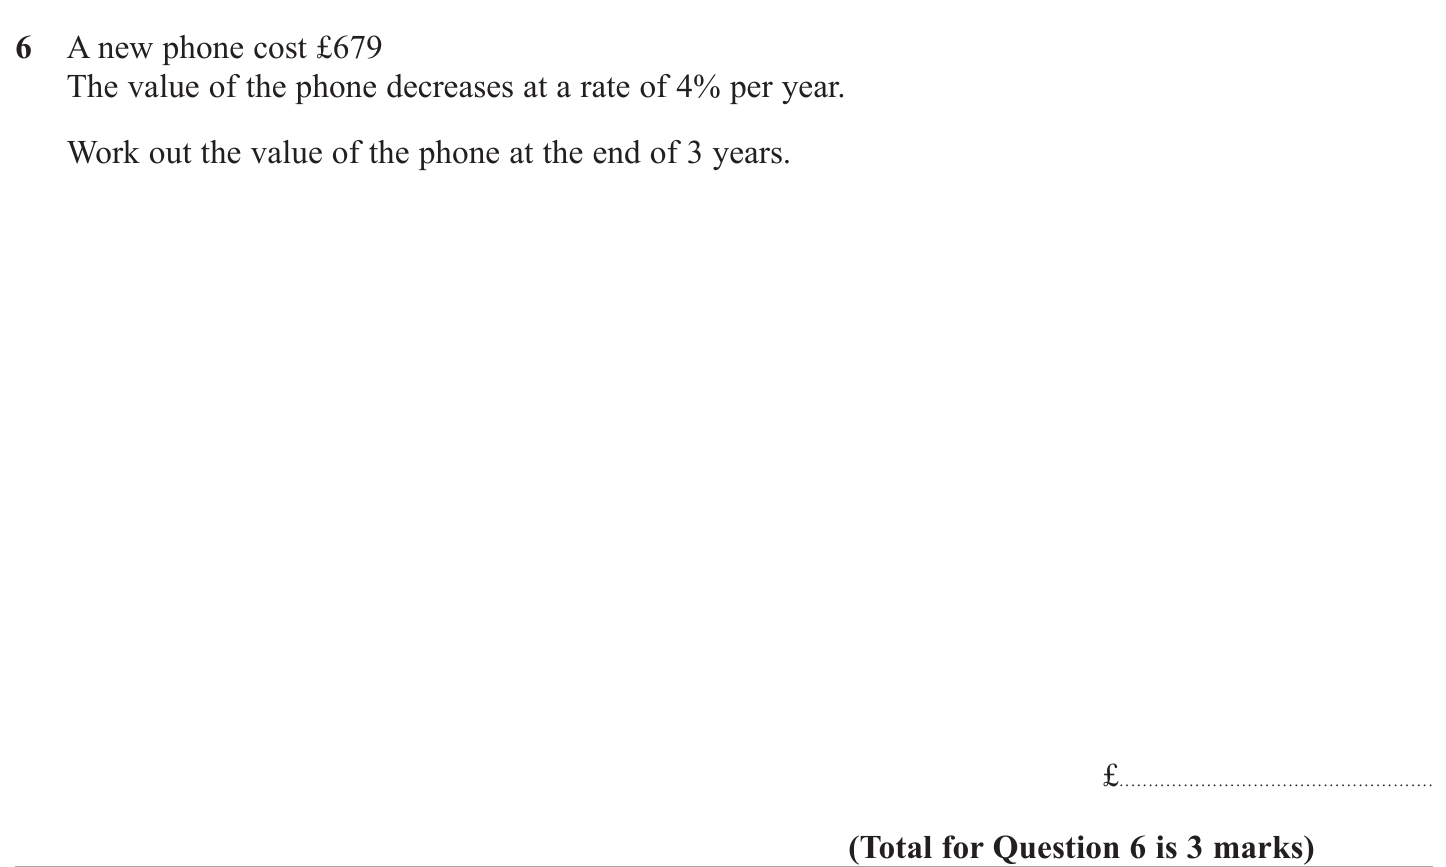 6 A new phone cost £679
The value of the phone decreases at a rate of 4% per year.
Work out the value of the phone at the end of 3 years.
£......................................................
(Total for Question 6 is 3 marks)